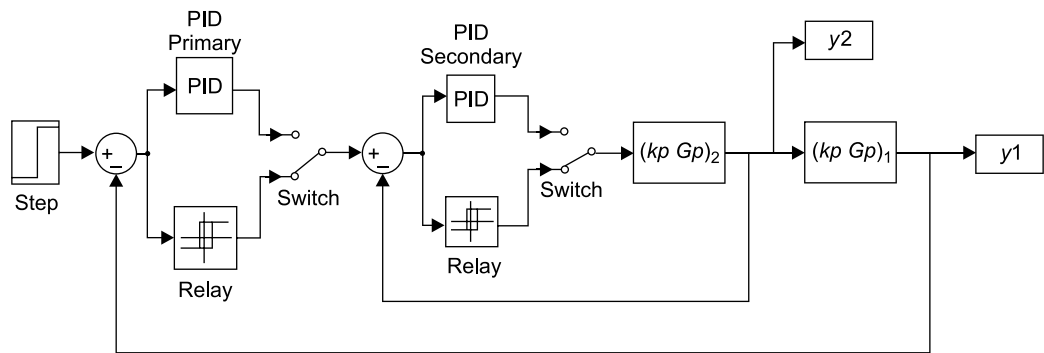 PID
Primary
PID
Step
+
−
Relay
Switch
PID
Secondary
PID
+
−
Relay
Switch
(kp Gp)2
y2
(kp Gp)1
y1